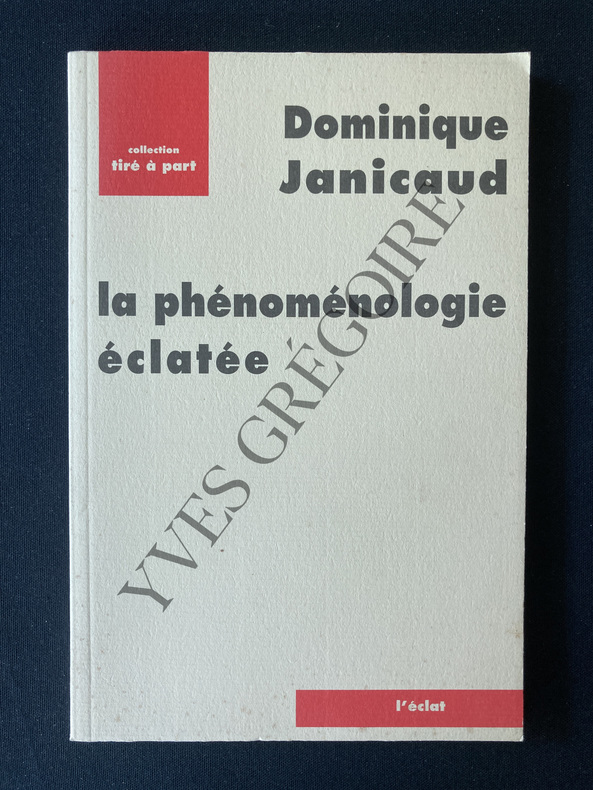 collection
tiré à part
Dominique
Janicaud
la phénoménologie
éclatée
YVES GRÉGOIRE
l'éclat